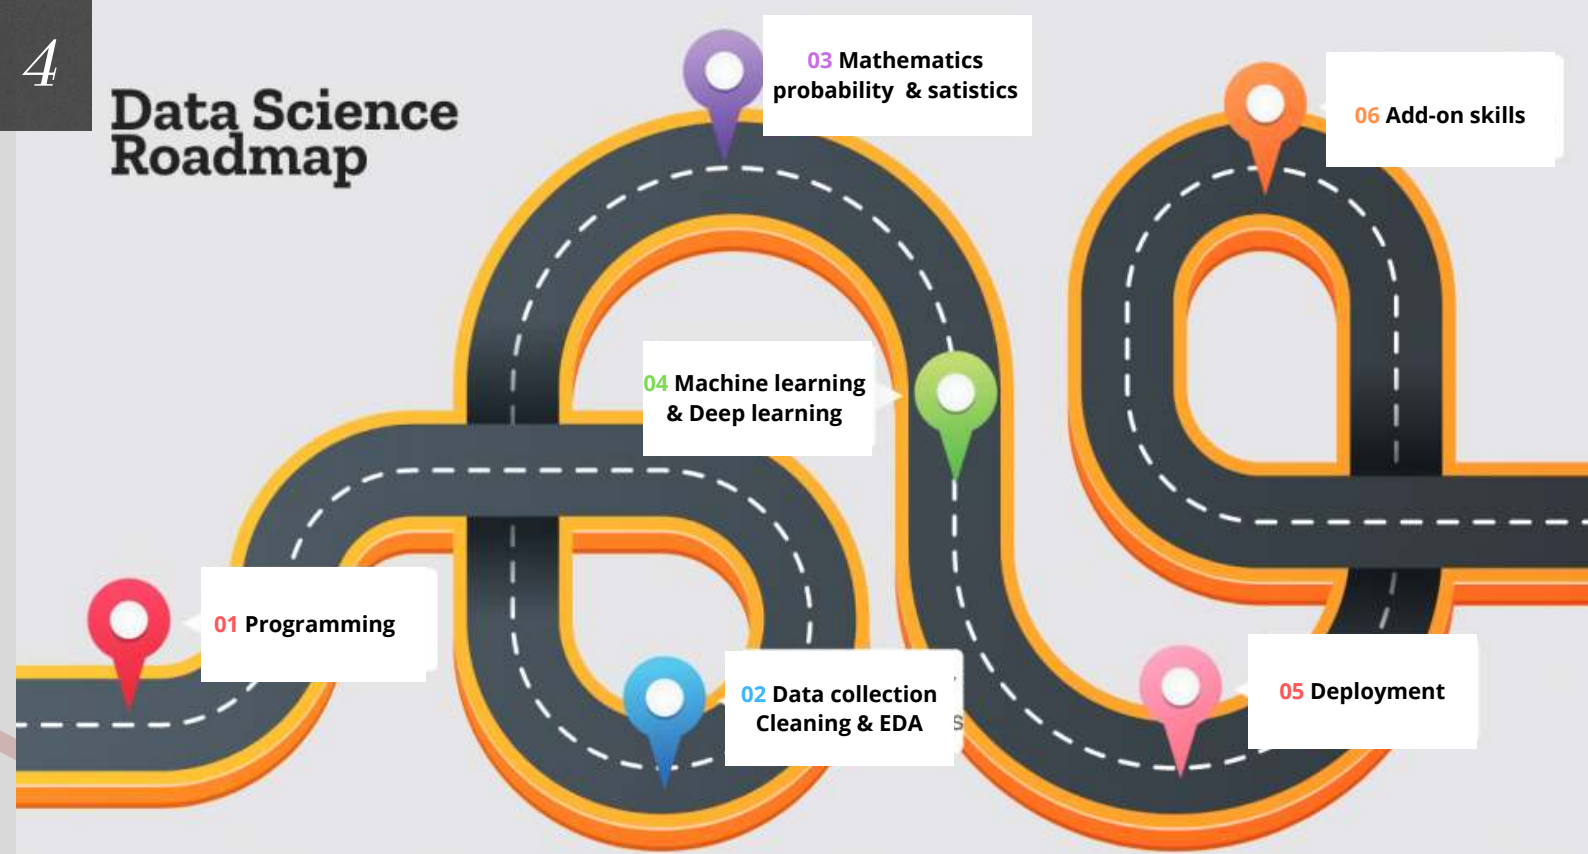 4
Data Science
Roadmap
03 Mathematics
probability & satistics
06 Add-on skills
04 Machine learning
& Deep learning
01 Programming
02 Data collection
Cleaning & EDA
05 Deployment